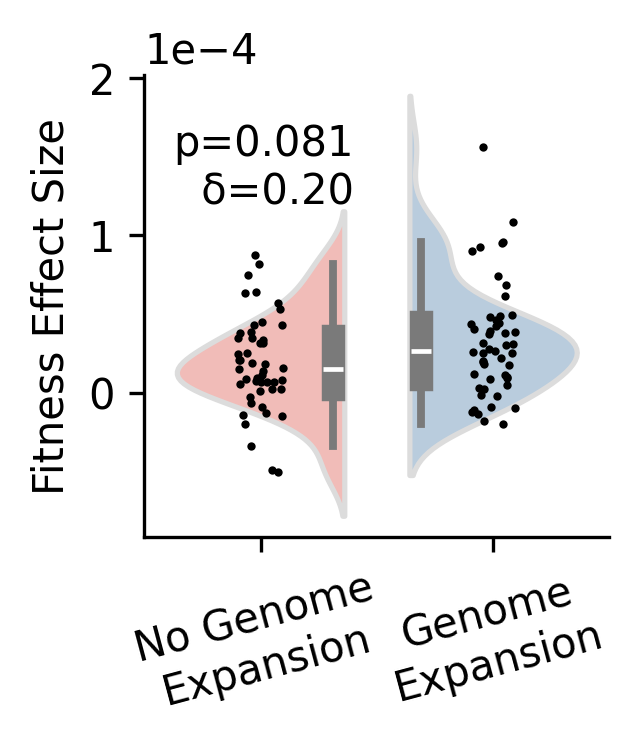 1e−4
2
p=0.081
δ=0.20
1
0
Fitness Effect Size
No Genome
Expansion
Genome
Expansion